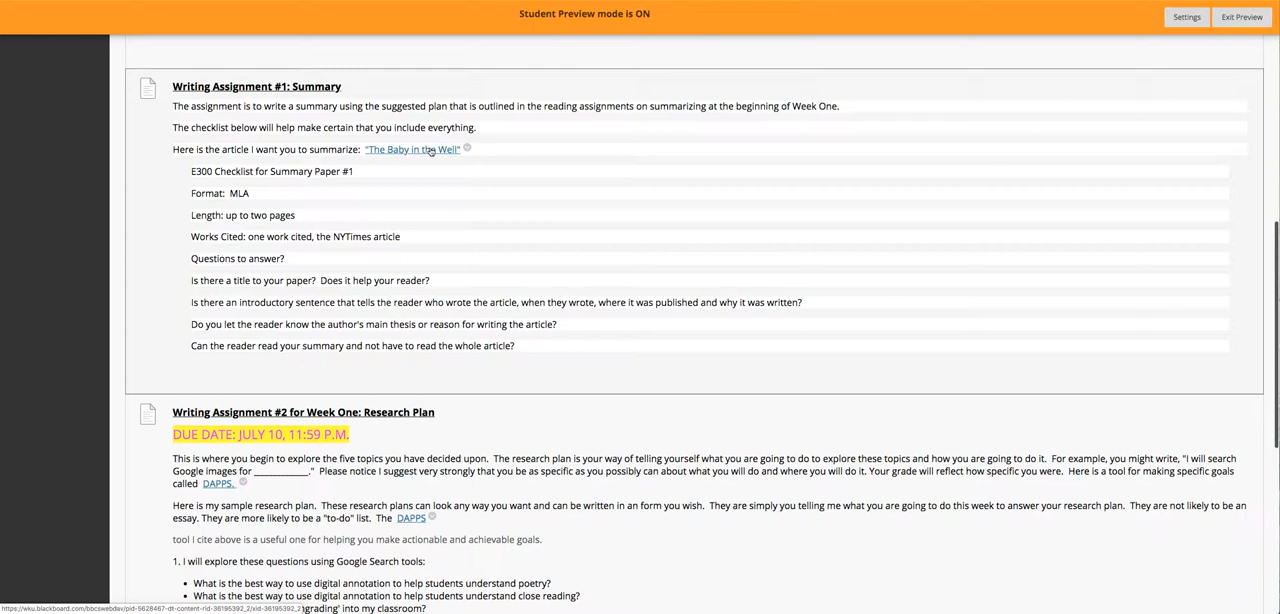 Student Preview mode is ON
Settings
Exit Preview
Writing Assignment #1: Summary
The assignment is to write a summary using the suggested plan that is outlined in the reading assignments on summarizing at the beginning of Week One.
The checklist below will help make certain that you include everything.
Here is the article I want you to summarize: "The Baby in the Well"
E300 Checklist for Summary Paper #1
Format: MLA
Length: up to two pages
Works Cited: one work cited, the NYTimes article
Questions to answer?
Is there a title to your paper? Does it help your reader?
Is there an introductory sentence that tells the reader who wrote the article, when they wrote, where it was published and why it was written?
Do you let the reader know the author's main thesis or reason for writing the article?
Can the reader read your summary and not have to read the whole article?
Writing Assignment #2 for Week One: Research Plan
DUE DATE: JULY 10, 11:59 P.M.
This is where you begin to explore the five topics you have decided upon. The research plan is your way of telling yourself what you are going to do to explore these topics and how you are going to do it. For example, you might write, "I will search
Google images for ____________." Please notice I suggest very strongly that you be as specific as you possibly can about what you will do and where you will do it. Your grade will reflect how specific you were. Here is a tool for making specific goals
called DAPPS.
Here is my sample research plan. These research plans can look any way you want and can be written in an form you wish. They are simply you telling me what you are going to do this week to answer your research plan. They are not likely to be an
essay. They are more likely to be a "to-do" list. The DAPPS
tool I cite above is a useful one for helping you make actionable and achievable goals.
1. I will explore these questions using Google Search tools:
• What is the best way to use digital annotation to help students understand poetry?
• What is the best way to use digital annotation to help students understand close reading?
ngrading' into my classroom?
https://wku.blackboard.com/bbcswebdav/pid-5628467-dt-content-rid-36195392_2/xid-36195392_2